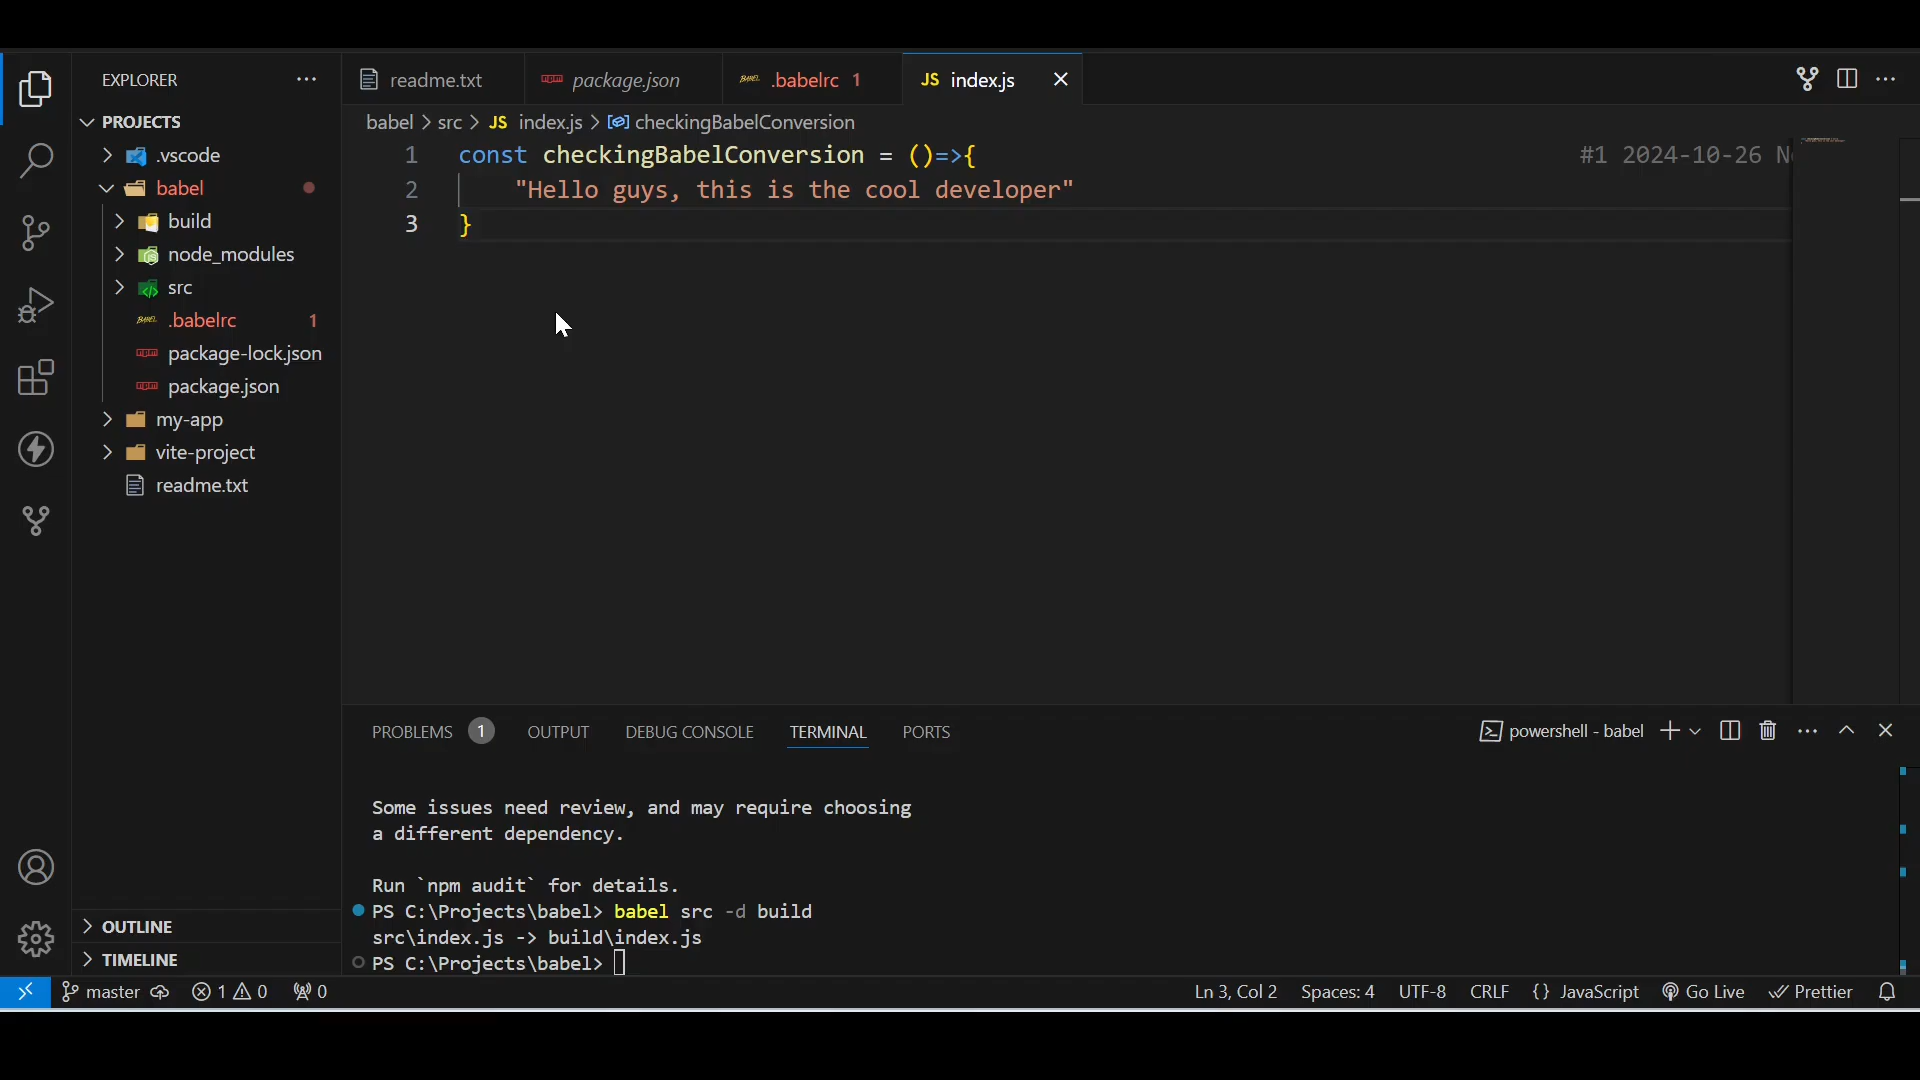 EXPLORER
readme.txt
package.json
.babelrc 1
JS index.js
PROJECTS
.vscode
babel
build
node_modules
src
.babelrc 1
package-lock.json
package.json
my-app
vite-project
readme.txt
OUTLINE
TIMELINE
babel > src > JS index.js > checkingBabelConversion
1 const checkingBabelConversion = ()=>{ #1 2024-10-26
2 "Hello guys, this is the cool developer"
3 }
PROBLEMS 1 OUTPUT DEBUG CONSOLE TERMINAL PORTS
powershell - babel
Some issues need review, and may require choosing
a different dependency.
Run `npm audit` for details.
PS C:\Projects\babel> babel src -d build
src\index.js -> build\index.js
PS C:\Projects\babel>
master 1 0 0 Ln 3, Col 2 Spaces: 4 UTF-8 CRLF {} JavaScript Go Live Prettier